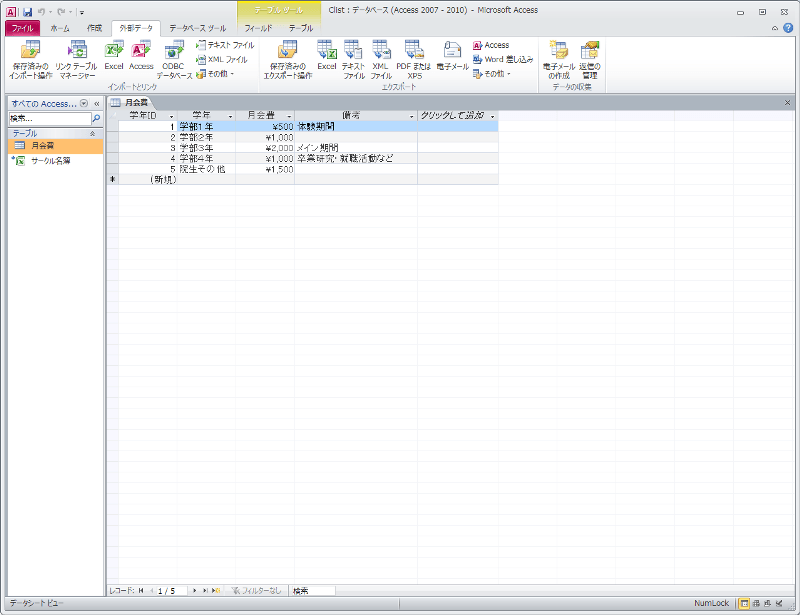 Clist : データベース (Access 2007 - 2010) - Microsoft Access
テーブル ツール
ファイル ホーム 作成 外部データ データベース ツール フィールド テーブル
保存済みの インポート操作
リンク テーブル マネージャー
Excel
Access
ODBC データベース
テキスト ファイル
XML ファイル
その他
インポートとリンク
保存済みの エクスポート操作
Excel
テキスト ファイル
XML ファイル
PDF または XPS
電子メール
Access
Word 差し込み
その他
エクスポート
電子メール の作成
返信の 管理
データの収集
すべての Access...
検索...
テーブル
月会費
サークル名簿
月会費
学年ID 学年 月会費 備考 クリックして追加
1 学部1年 ¥500 体験期間
2 学部2年 ¥1,000
3 学部3年 ¥2,000 メイン期間
4 学部4年 ¥1,000 卒業研究・就職活動など
5 院生その他 ¥1,500
(新規)
レコード: 1 / 5 フィルターなし 検索
データシート ビュー NumLock